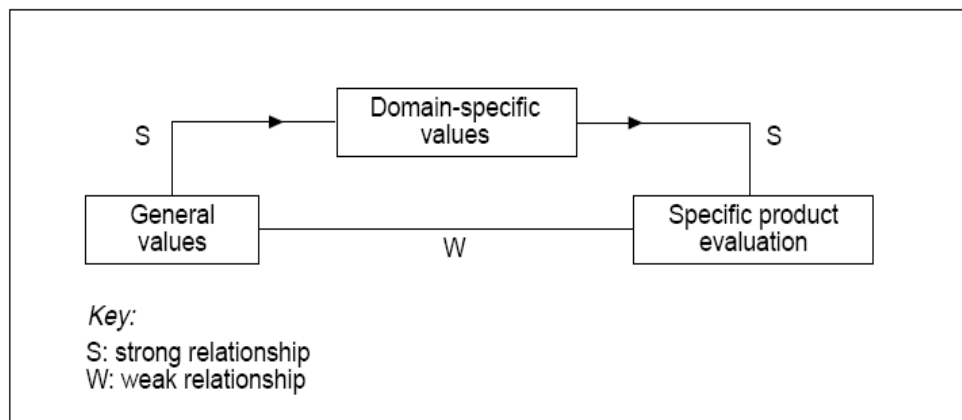 Domain-specific
values
S
S
General
values
Specific product
evaluation
W
Key:
S: strong relationship
W: weak relationship